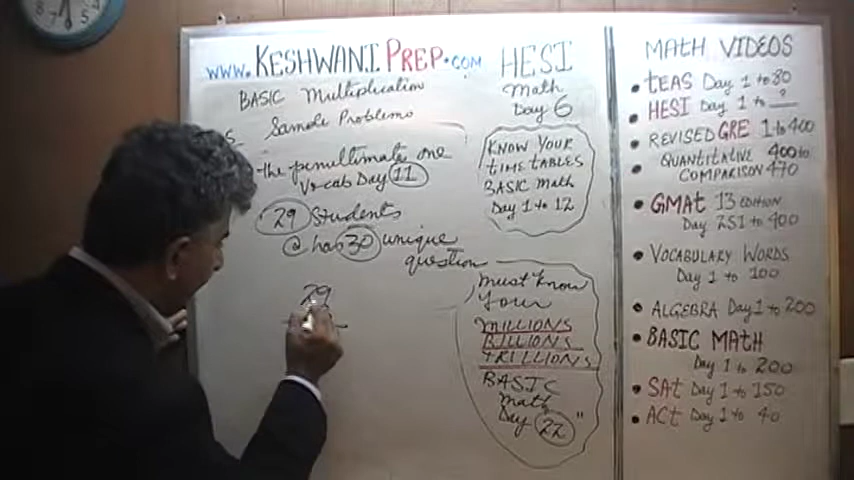 www.KESHWANI PREP.COM
BASIC Multiplication
Sample Problems
the penultimate one
Vocab Day 11
29 Students
@ has 30 unique
question
29
HESI
Math
Day 6
KNOW YOUR
TIME TABLES
BASIC Math
Day 1 to 12
Must Know
Your
MILLIONS
BILLIONS
TRILLIONS
BASIC
Math
Day 22"
MATH VIDEOS
• TEAS Day 1 to 80
• HESI Day 1 to ?
• REVISED GRE 1 to 400
• QUANTITATIVE 400 to
COMPARISON 470
• GMAT 13 EDITION
Day 251 to 400
• VOCABULARY WORDS
Day 1 to 100
• ALGEBRA Day 1 to 200
• BASIC MATH
Day 1 to 200
• SAt Day 1 to 150
• ACt Day 1 to 40
8
7
6
5